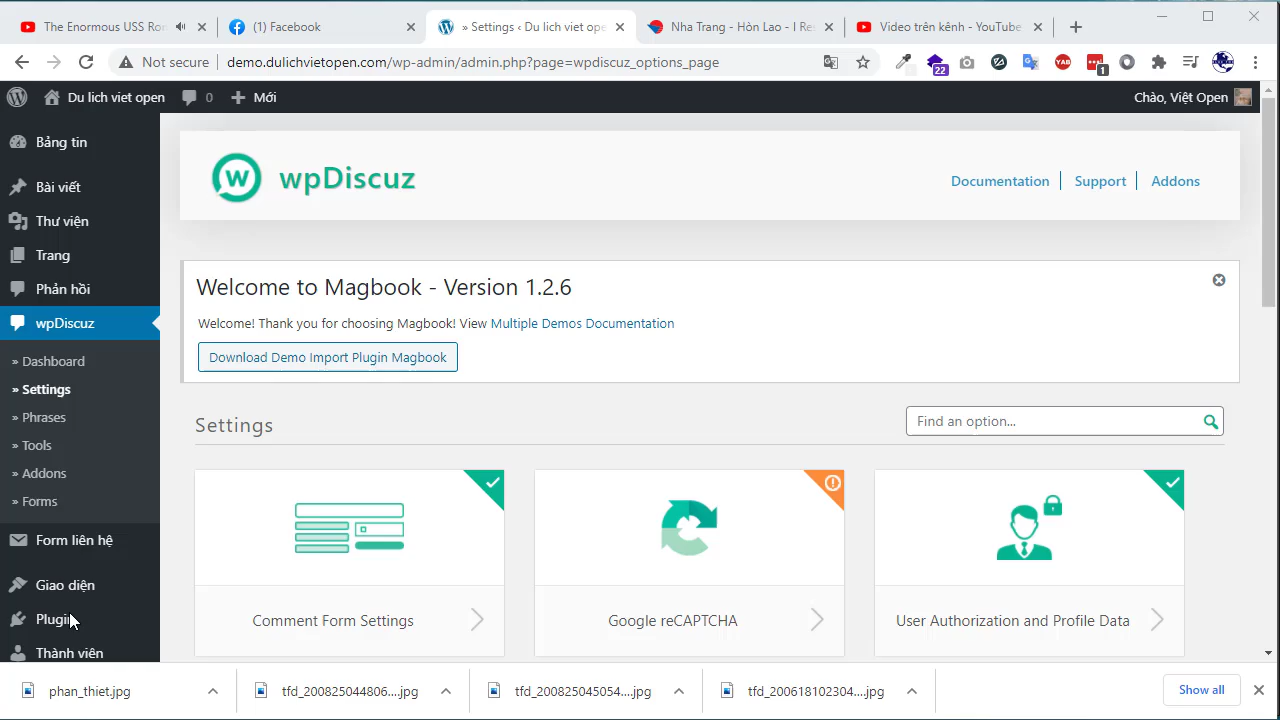 The Enormous USS Ron
(1) Facebook
» Settings ‹ Du lich viet ope
Nha Trang - Hòn Lao - I Re
Video trên kênh - YouTube
Not secure
demo.dulichvietopen.com/wp-admin/admin.php?page=wpdiscuz_options_page
22
YAB
1
Du lich viet open
0
Mới
Chào, Việt Open
Bảng tin
Bài viết
Thư viện
Trang
Phản hồi
wpDiscuz
» Dashboard
» Settings
» Phrases
» Tools
» Addons
» Forms
Form liên hệ
Giao diện
Plugin
Thành viên
wpDiscuz
Documentation
Support
Addons
Welcome to Magbook - Version 1.2.6
Welcome! Thank you for choosing Magbook! View Multiple Demos Documentation
Download Demo Import Plugin Magbook
Settings
Find an option...
Comment Form Settings
Google reCAPTCHA
User Authorization and Profile Data
phan_thiet.jpg
tfd_200825044806....jpg
tfd_200825045054....jpg
tfd_200618102304....jpg
Show all